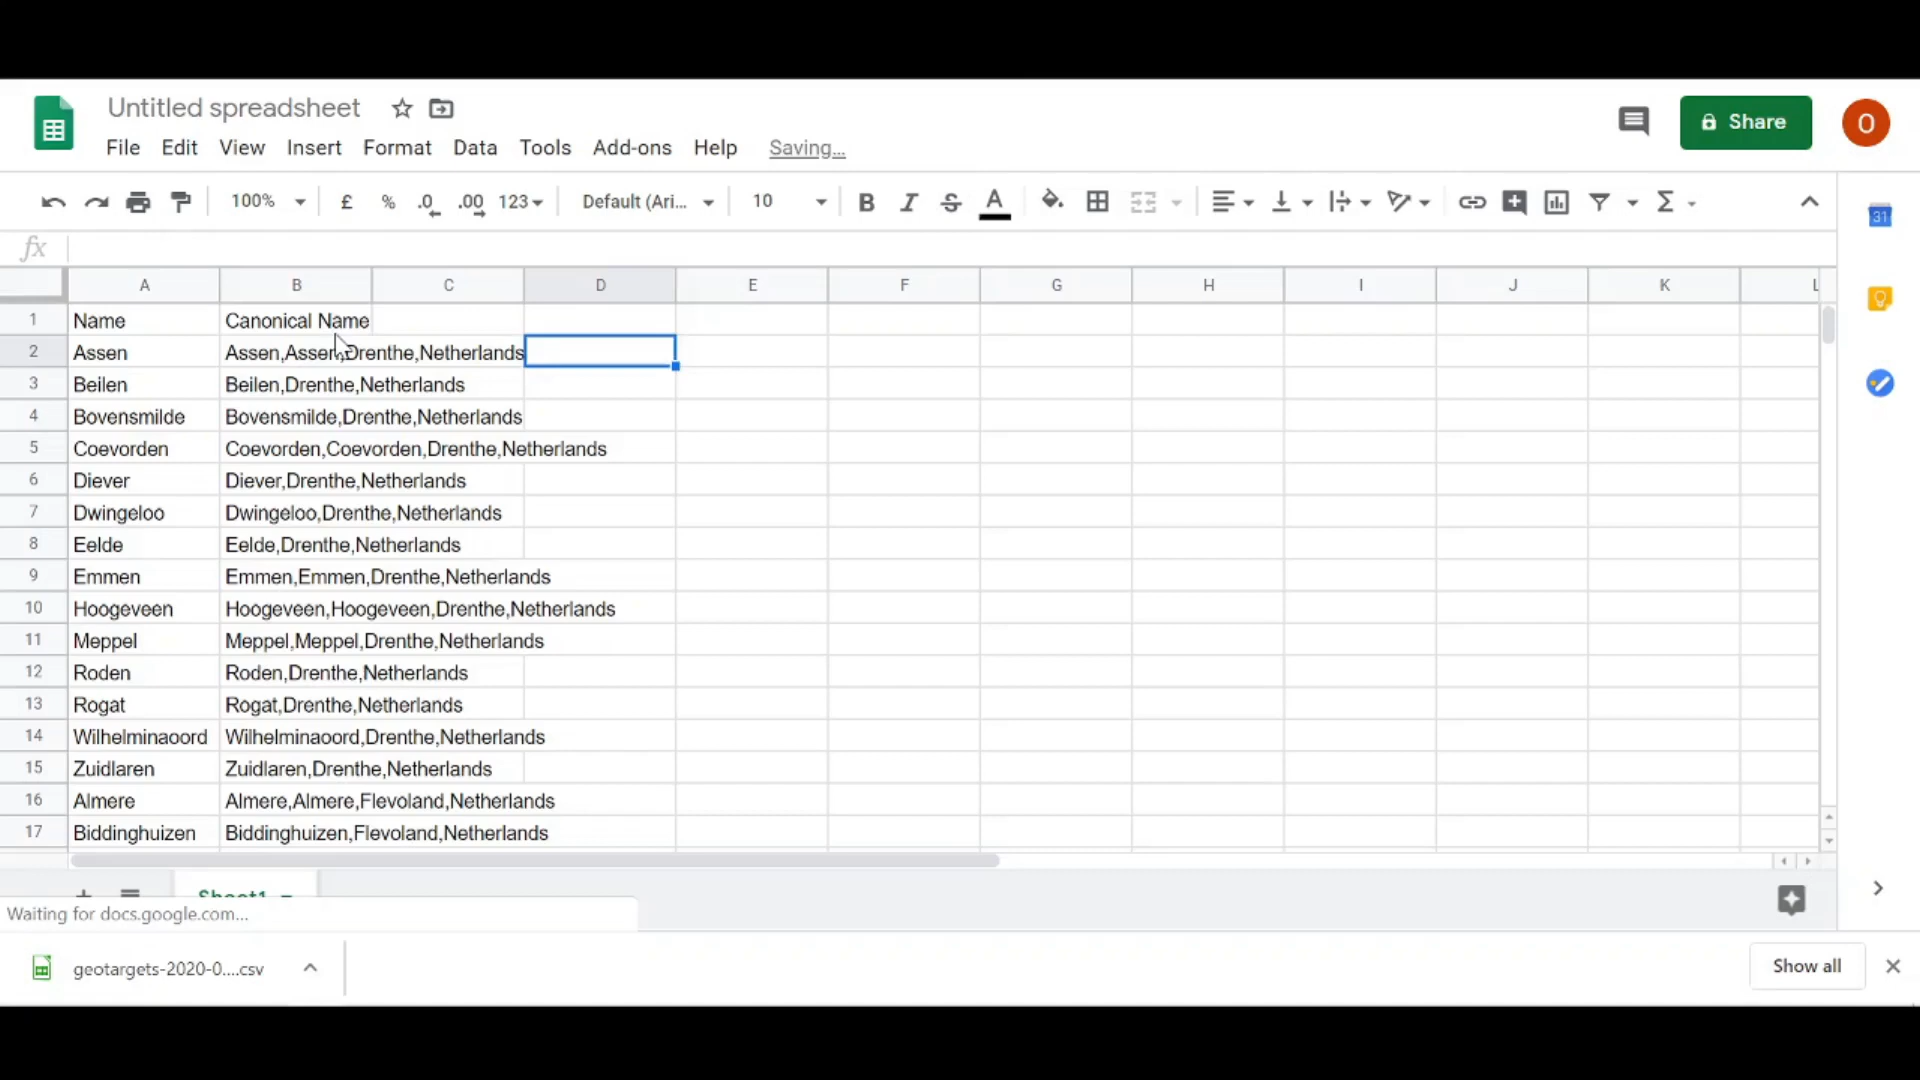 Untitled spreadsheet
File Edit View Insert Format Data Tools Add-ons Help Saving...
Share
O
100% £ % .0 .00 123 Default (Ari... 10 B I S A Σ
31
fx
A B C D E F G H I J K L
1 Name Canonical Name
2 Assen Assen,Assen,Drenthe,Netherlands
3 Beilen Beilen,Drenthe,Netherlands
4 Bovensmilde Bovensmilde,Drenthe,Netherlands
5 Coevorden Coevorden,Coevorden,Drenthe,Netherlands
6 Diever Diever,Drenthe,Netherlands
7 Dwingeloo Dwingeloo,Drenthe,Netherlands
8 Eelde Eelde,Drenthe,Netherlands
9 Emmen Emmen,Emmen,Drenthe,Netherlands
10 Hoogeveen Hoogeveen,Hoogeveen,Drenthe,Netherlands
11 Meppel Meppel,Meppel,Drenthe,Netherlands
12 Roden Roden,Drenthe,Netherlands
13 Rogat Rogat,Drenthe,Netherlands
14 Wilhelminaoord Wilhelminaoord,Drenthe,Netherlands
15 Zuidlaren Zuidlaren,Drenthe,Netherlands
16 Almere Almere,Almere,Flevoland,Netherlands
17 Biddinghuizen Biddinghuizen,Flevoland,Netherlands
Sheet1
Waiting for docs.google.com...
geotargets-2020-0....csv
Show all